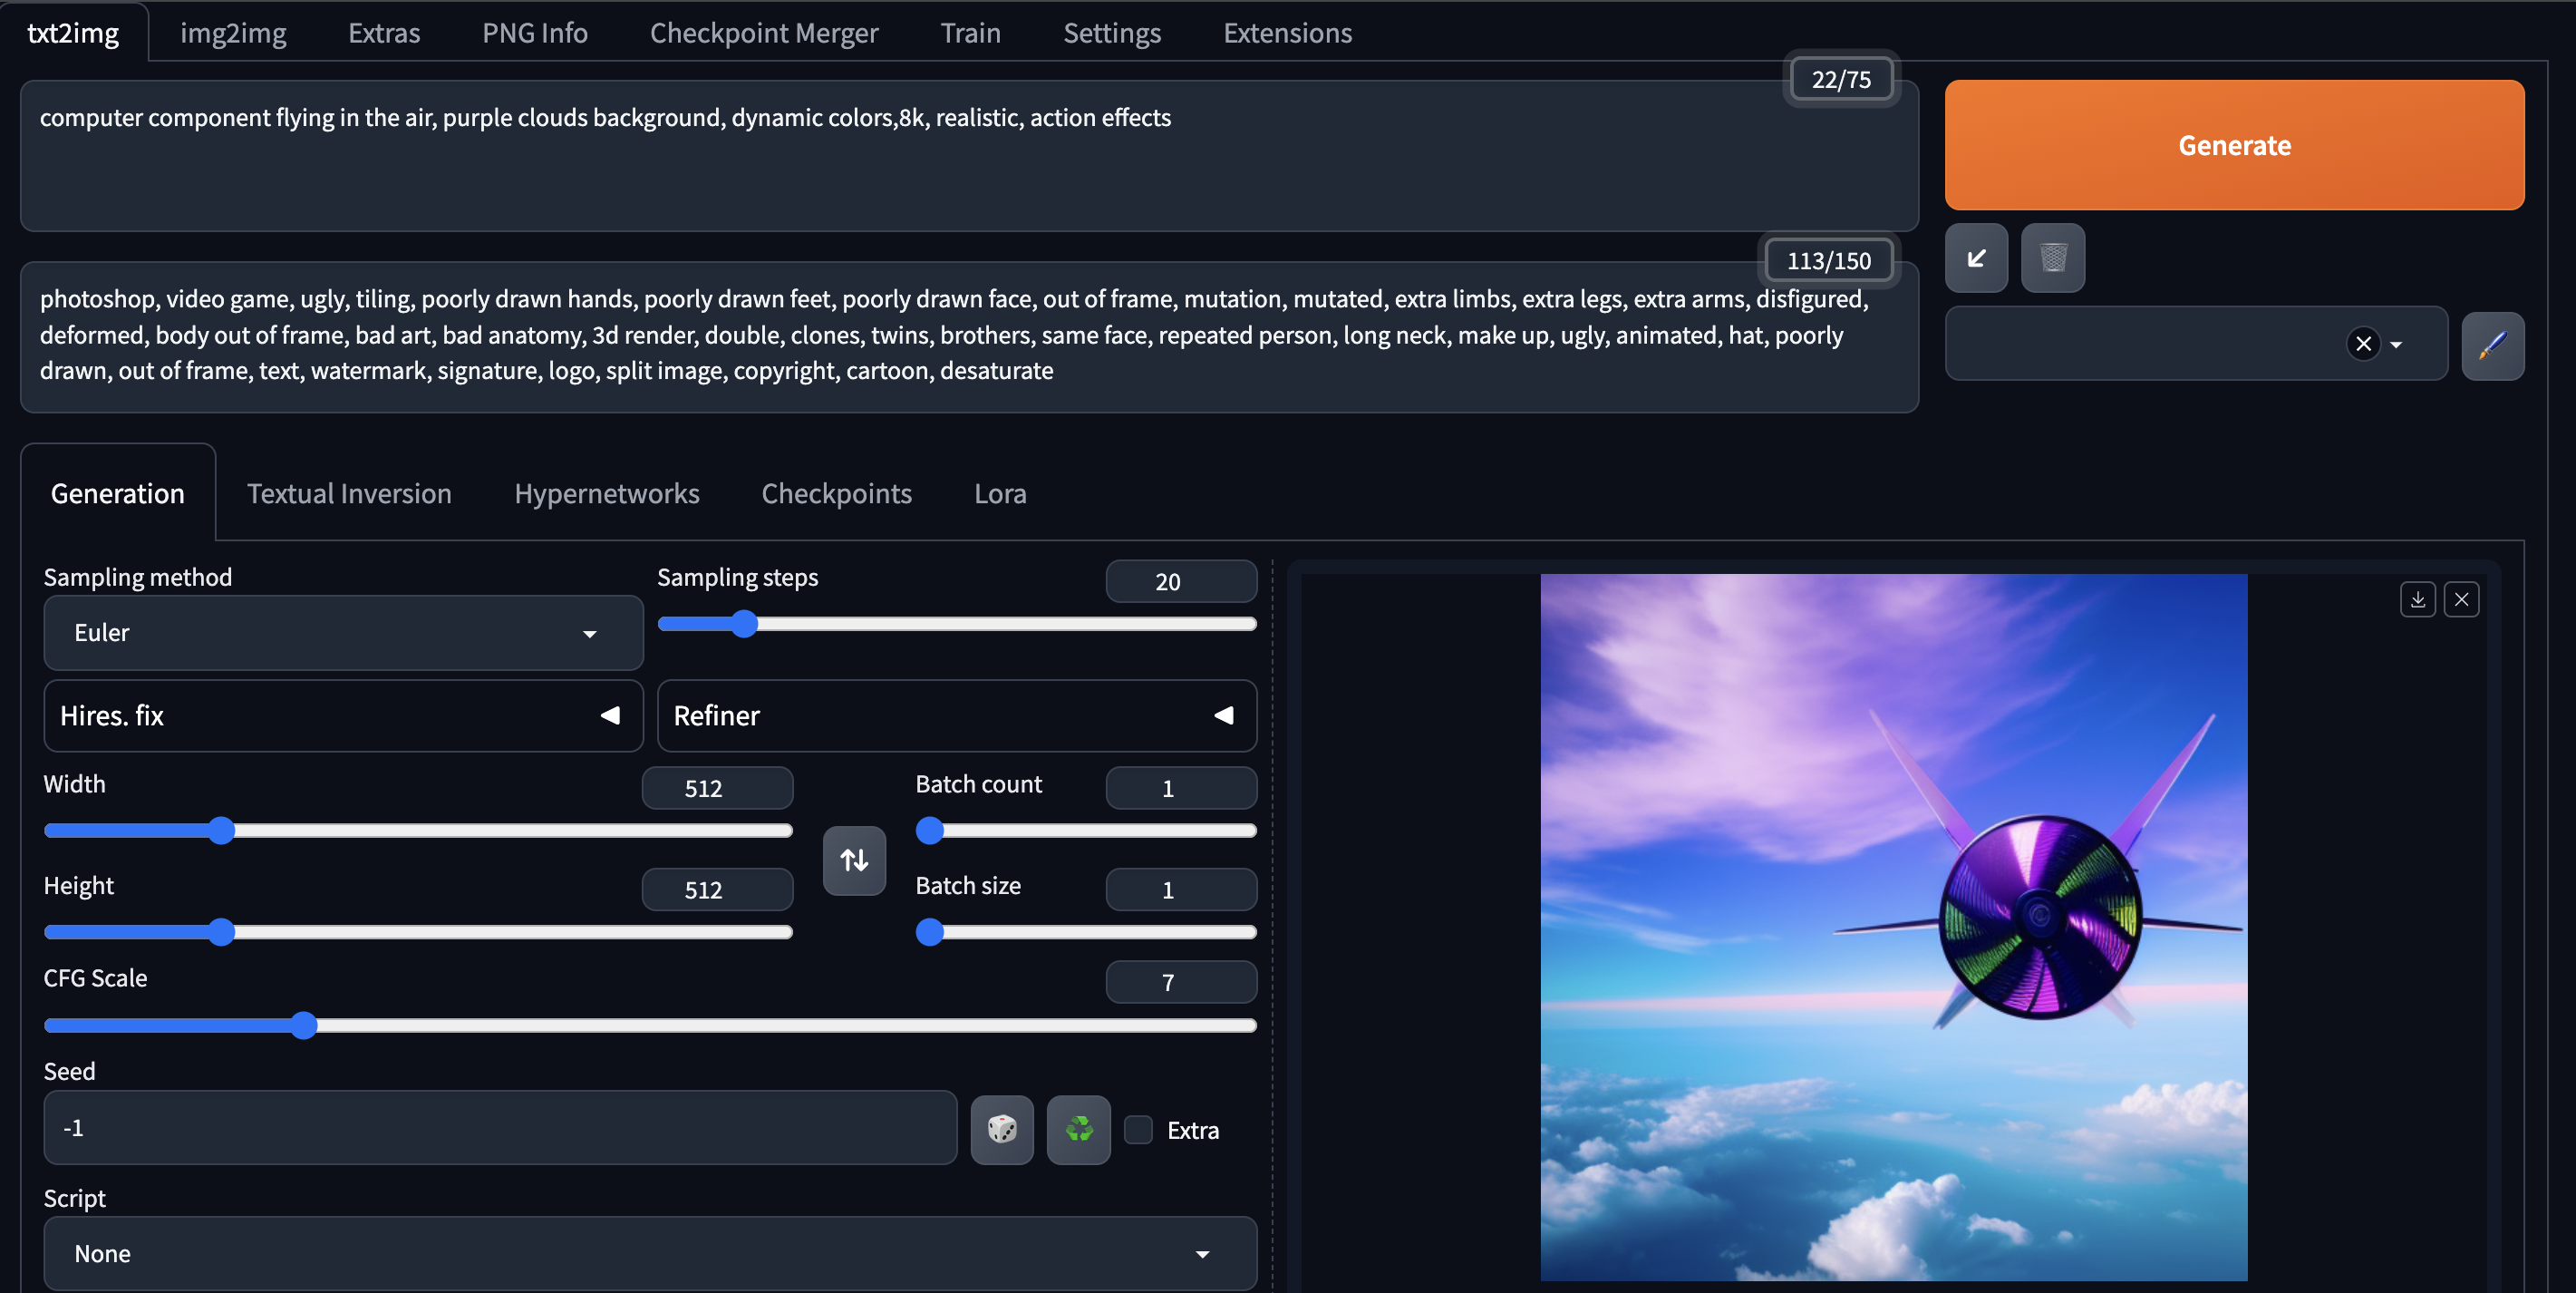 txt2img img2img Extras PNG Info Checkpoint Merger Train Settings Extensions
22/75
computer component flying in the air, purple clouds background, dynamic colors,8k, realistic, action effects
Generate
113/150
photoshop, video game, ugly, tiling, poorly drawn hands, poorly drawn feet, poorly drawn face, out of frame, mutation, mutated, extra limbs, extra legs, extra arms, disfigured,
deformed, body out of frame, bad art, bad anatomy, 3d render, double, clones, twins, brothers, same face, repeated person, long neck, make up, ugly, animated, hat, poorly
drawn, out of frame, text, watermark, signature, logo, split image, copyright, cartoon, desaturate
Generation Textual Inversion Hypernetworks Checkpoints Lora
Sampling method
Euler
Sampling steps
20
Hires. fix
Refiner
Width
512
Batch count
1
Height
512
Batch size
1
CFG Scale
7
Seed
-1
Extra
Script
None